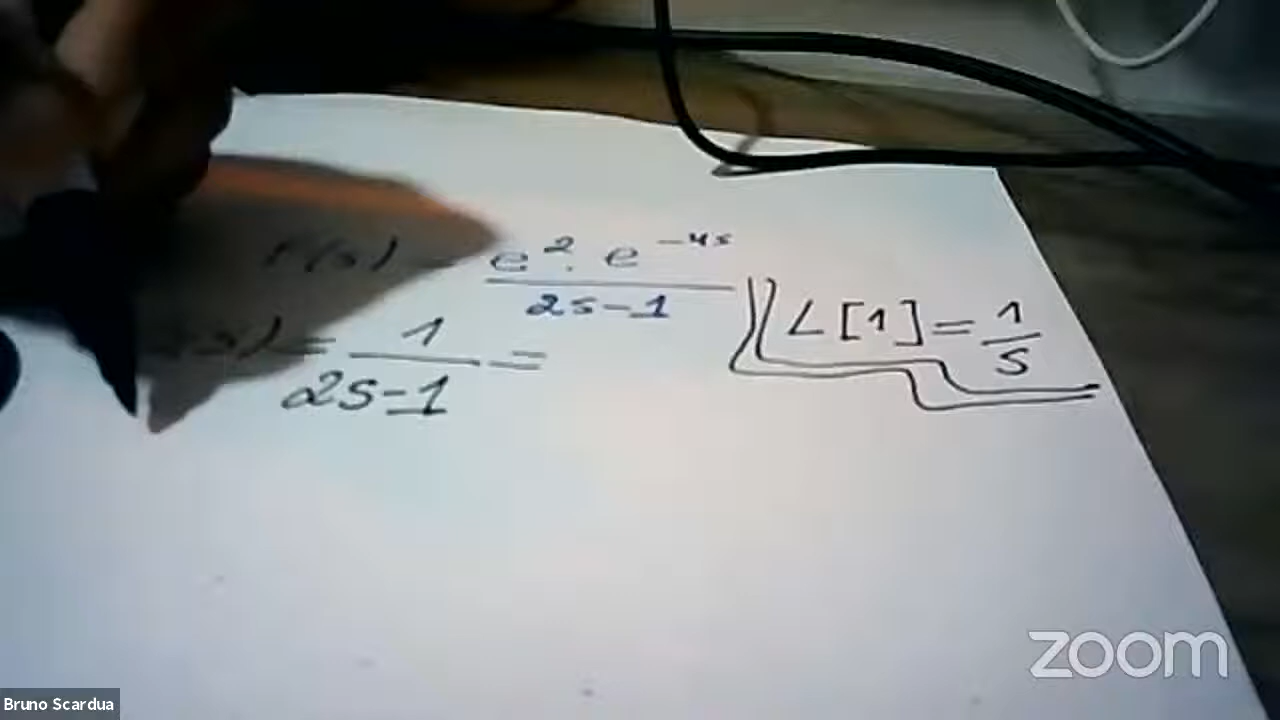 F(s) e² . e^-4s
2s-1
L[1] = 1/s
= 1/2s-1 =
zoom
Bruno Scardua